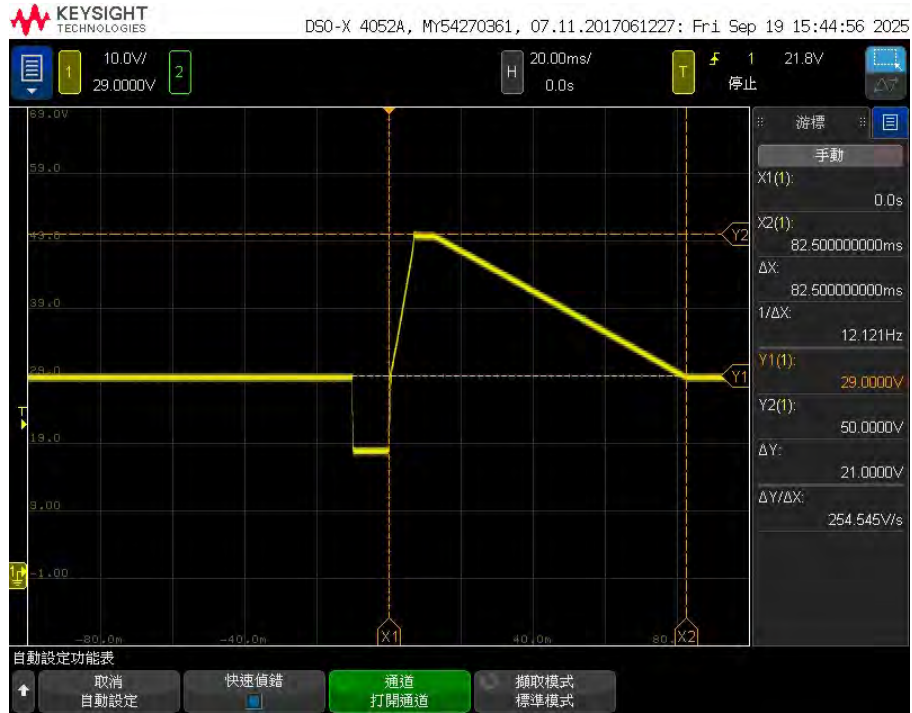 KEYSIGHT
TECHNOLOGIES
DSO-X 4052A, MY54270361, 07.11.2017061227: Fri Sep 19 15:44:56 2025
1
10.0V/
29.0000V
2
H
20.00ms/
0.0s
T
1
21.8V
停止
69.0V
59.0
39.0
29.0
19.0
9.00
-1.00
Y2
Y1
T
-80.0m
-40.0m
X1
40.0m
X2
游標
手動
X1(1):
0.0s
X2(1):
82.500000000ms
ΔX:
82.500000000ms
1/ΔX:
12.121Hz
Y1(1):
29.0000V
Y2(1):
50.0000V
ΔY:
21.0000V
ΔY/ΔX:
254.545V/s
自動設定功能表
取消
自動設定
快速偵錯
通道
打開通道
擷取模式
標準模式